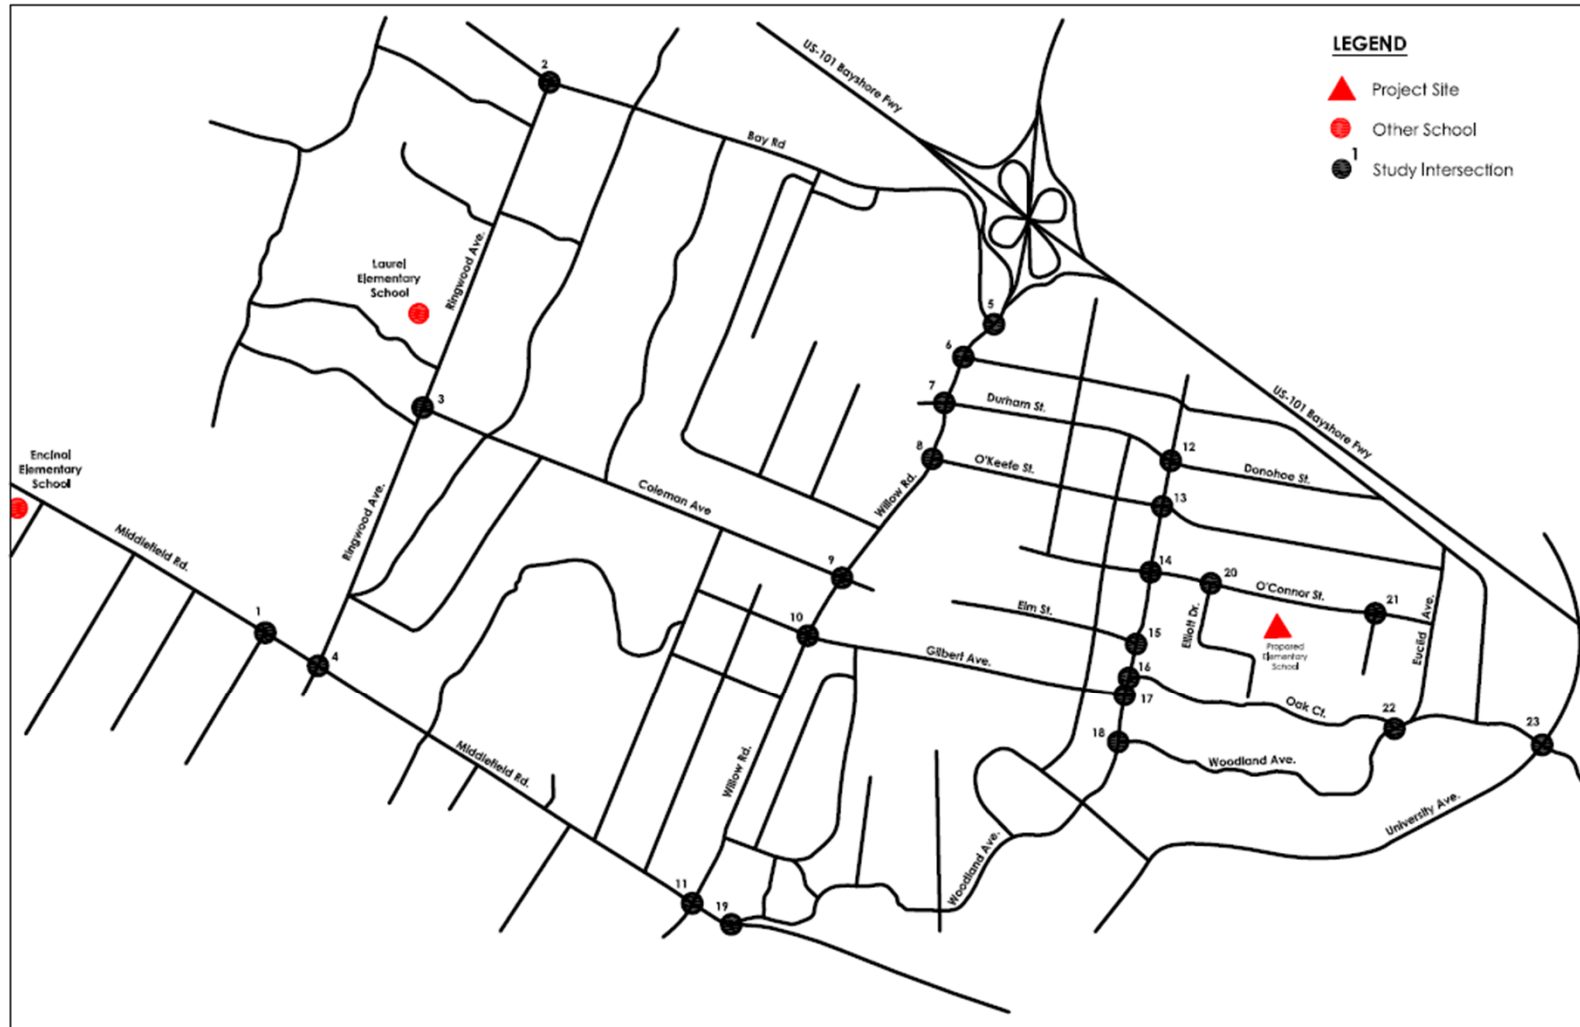 LEGEND
Project Site
Other School
1
Study Intersection
2
US-101 Bayshore Fwy
Bay Rd
Ringwood Ave.
Laurel
Elementary
School
5
6
7
Durham St.
US-101 Bayshore Fwy
3
8
O'Keefe St.
12
Donohoe St.
Encinal
Elementary
School
Coleman Ave
Willow Rd.
13
Ringwood Ave.
Middlefield Rd.
9
14
20
O'Connor St.
21
Euclid Ave.
1
10
Elm St.
15
Elliott Dr.
Proposed
Elementary
School
4
Gilbert Ave.
16
17
Oak Ct.
22
23
18
Middlefield Rd.
Willow Rd.
Woodland Ave.
University Ave.
Woodland Ave.
11
19